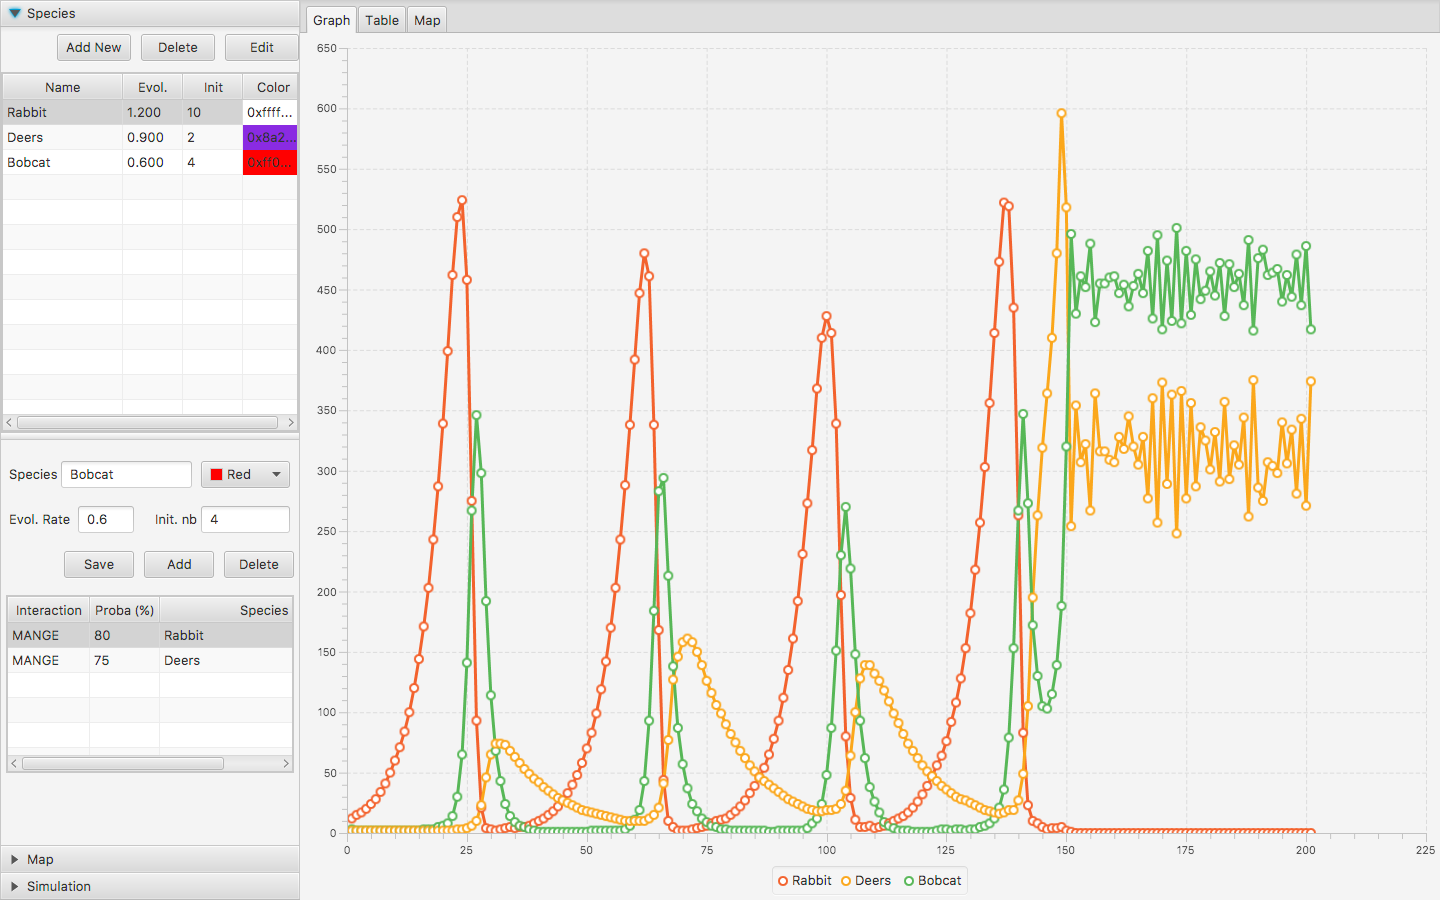 Species
Add New Delete Edit
Name Evol. Init Color
Rabbit 1.200 10 0xffff...
Deers 0.900 2 0x8a2...
Bobcat 0.600 4 0xff0...
Species Bobcat Red
Evol. Rate 0.6 Init. nb 4
Save Add Delete
Interaction Proba (%) Species
MANGE 80 Rabbit
MANGE 75 Deers
Map
Simulation
Graph Table Map
650
600
550
500
450
400
350
300
250
200
150
100
50
0
0 25 50 75 100 125 150 175 200 225
Rabbit Deers Bobcat